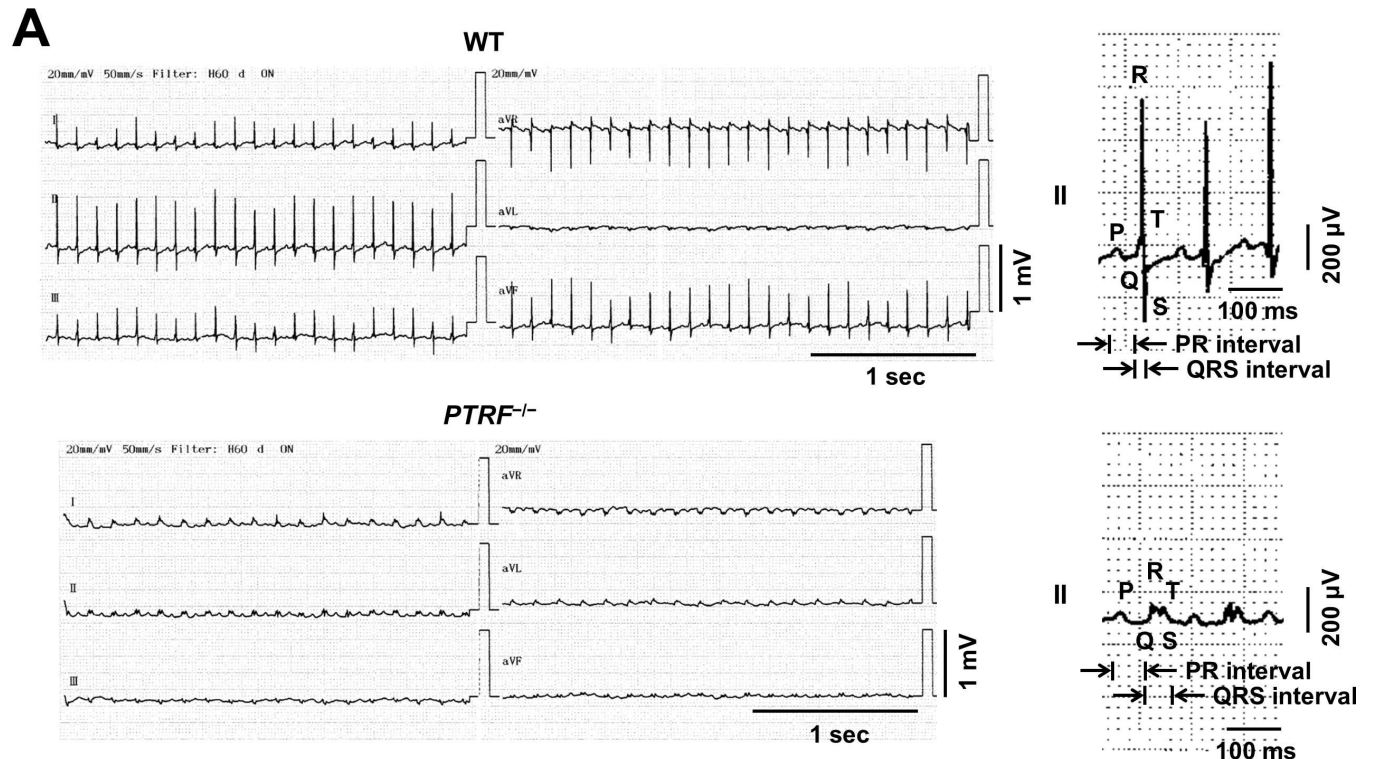 A
WT
20mm/mV 50mm/s Filter: H60 d ON
20mm/mV
I
aVR
II
aVL
III
aVF
1 mV
1 sec
II
R
P
T
Q
S
200 µV
100 ms
PR interval
QRS interval
PTRF–/–
20mm/mV 50mm/s Filter: H60 d ON
20mm/mV
I
aVR
II
aVL
III
aVF
1 mV
1 sec
II
R
P T
Q S
200 µV
PR interval
QRS interval
100 ms